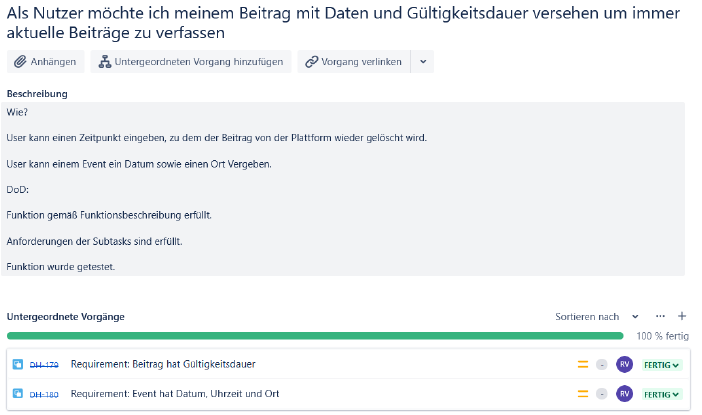 Als Nutzer möchte ich meinem Beitrag mit Daten und Gültigkeitsdauer versehen um immer
aktuelle Beiträge zu verfassen
Anhängen
Untergeordneten Vorgang hinzufügen
Vorgang verlinken
Beschreibung
Wie?
User kann einen Zeitpunkt eingeben, zu dem der Beitrag von der Plattform wieder gelöscht wird.
User kann einem Event ein Datum sowie einen Ort Vergeben.
DoD:
Funktion gemäß Funktionsbeschreibung erfüllt.
Anforderungen der Subtasks sind erfüllt.
Funktion wurde getestet.
Untergeordnete Vorgänge
Sortieren nach
100 % fertig
DH-179 Requirement: Beitrag hat Gültigkeitsdauer - RV FERTIG
DH-180 Requirement: Event hat Datum, Uhrzeit und Ort - RV FERTIG